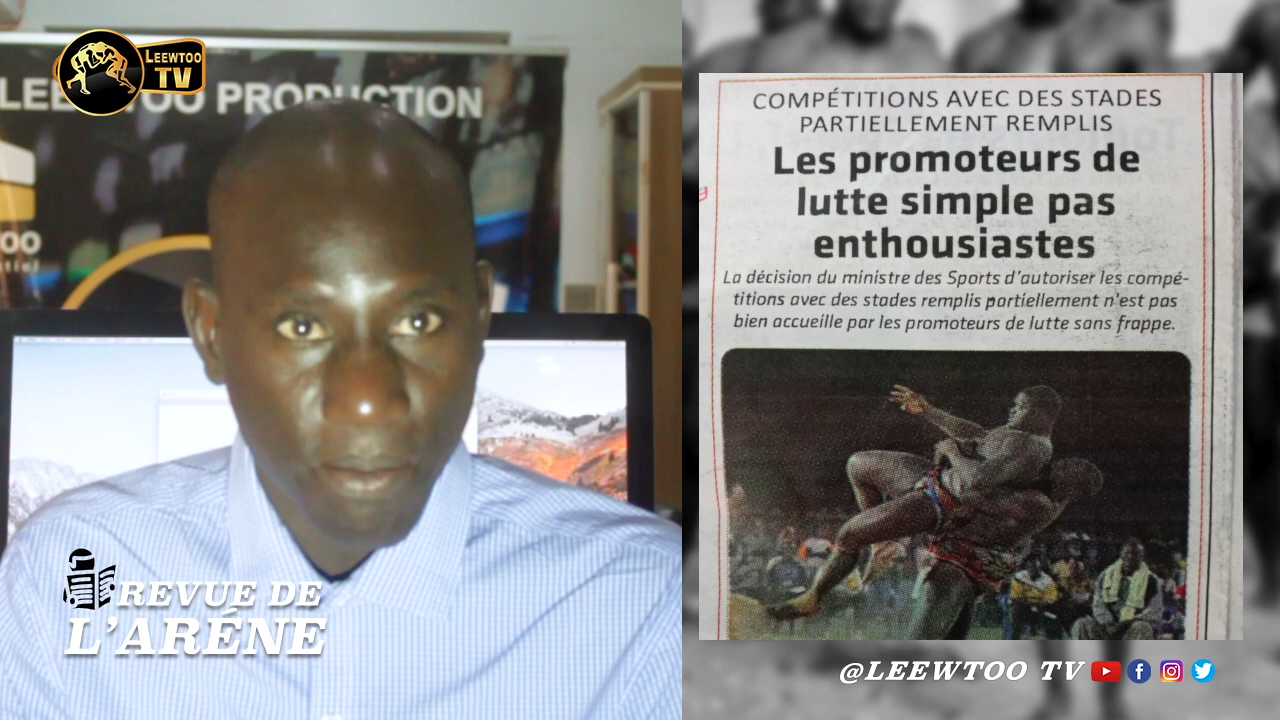 LEEWTOO
TV
LEEWTOO PRODUCTION
OO
REVUE DE
L'ARÉNE
COMPÉTITIONS AVEC DES STADES
PARTIELLEMENT REMPLIS
Les promoteurs de
lutte simple pas
enthousiastes
La décision du ministre des Sports d'autoriser les compé-
titions avec des stades remplis partiellement n'est pas
bien accueille par les promoteurs de lutte sans frappe.
@LEEWTOO TV